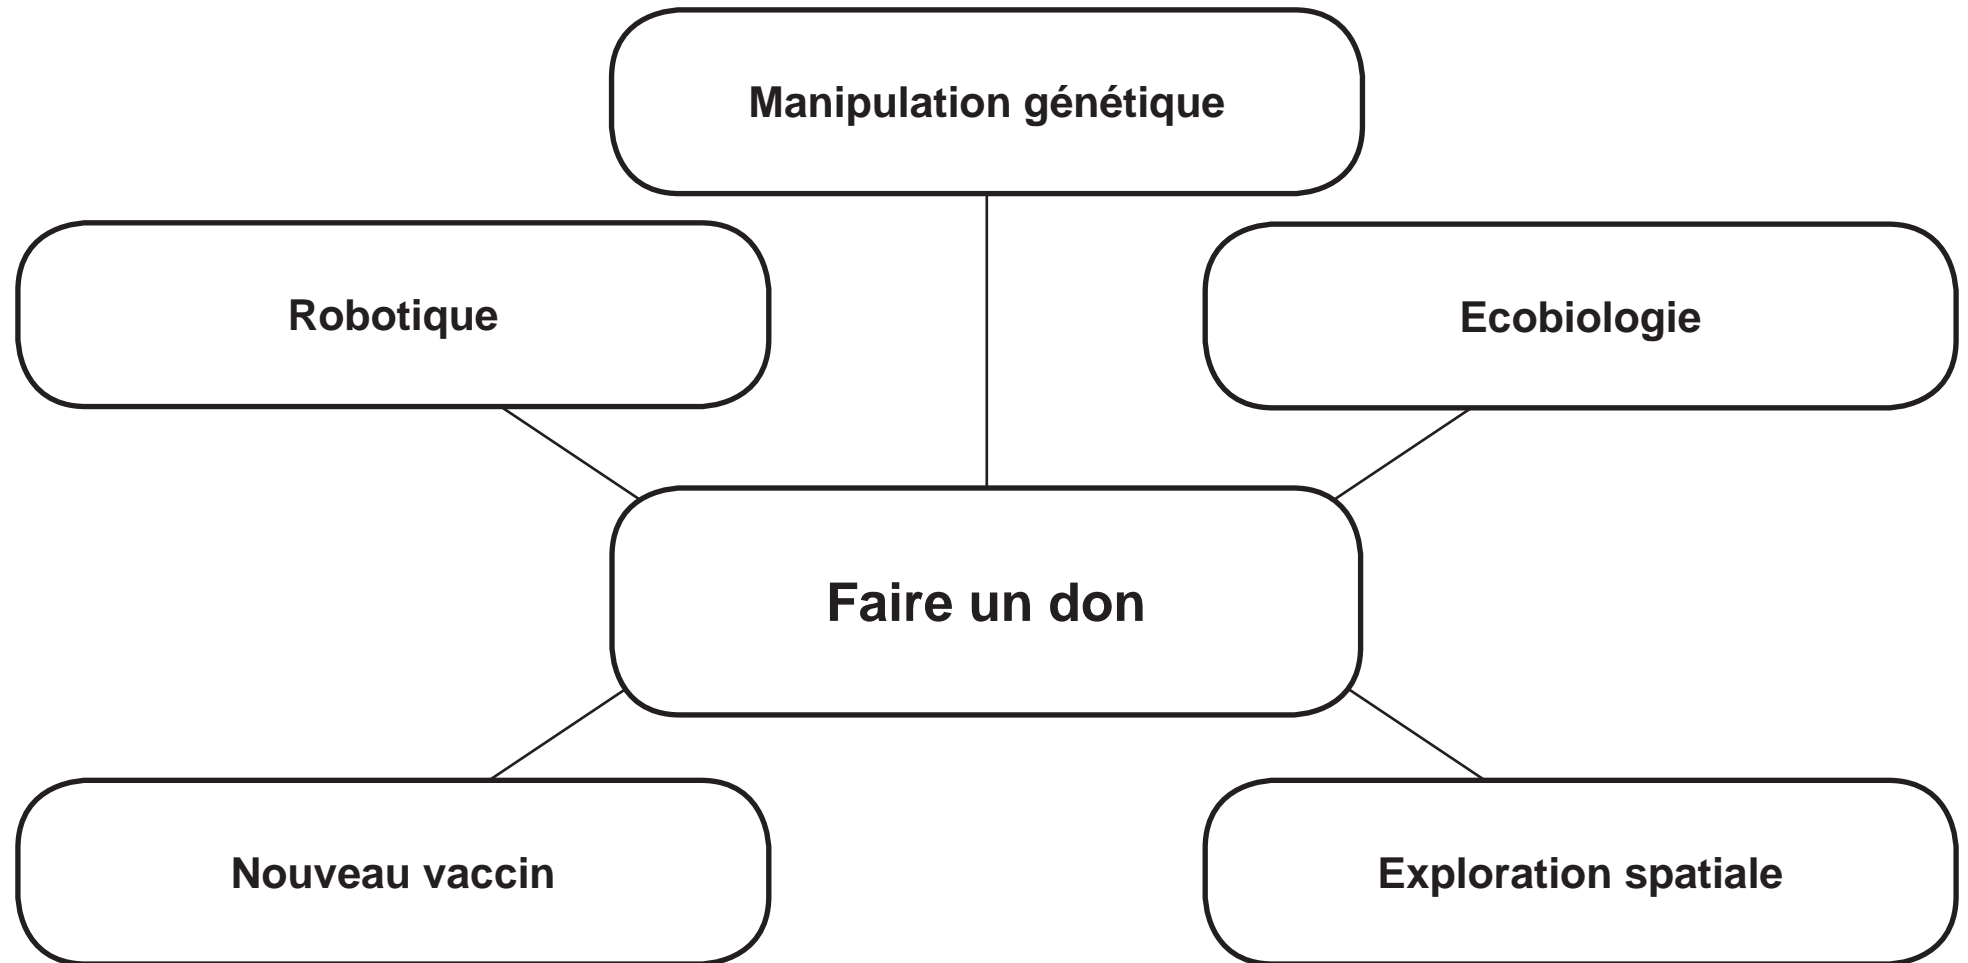 Manipulation génétique
Robotique
Ecobiologie
Faire un don
Nouveau vaccin
Exploration spatiale